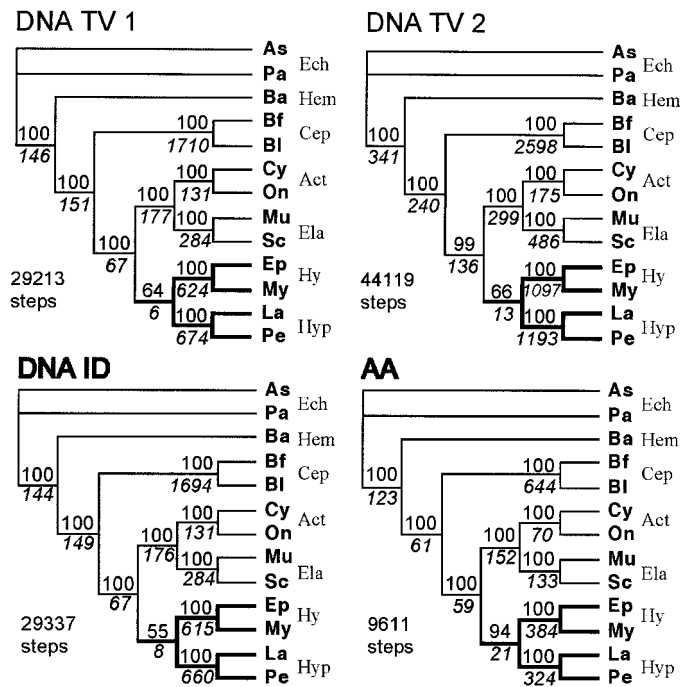 DNA TV 1
As
Ech
Pa
Ba Hem
100
146
Bf
100
Cep
1710
Bl
100
151
Cy
100
Act
131
On
100
177
Mu
100
Ela
284
Sc
100
67
Ep
100
Hy
624
My
64
6
La
100
Hyp
674
Pe
29213
steps
DNA TV 2
As
Ech
Pa
Ba Hem
100
341
Bf
100
Cep
2598
Bl
100
240
Cy
100
Act
175
On
100
299
Mu
100
Ela
486
Sc
99
136
Ep
100
Hy
1097
My
66
13
La
100
Hyp
1193
Pe
44119
steps
DNA ID
As
Ech
Pa
Ba Hem
100
144
Bf
100
Cep
1694
Bl
100
149
Cy
100
Act
131
On
100
176
Mu
100
Ela
284
Sc
100
67
Ep
100
Hy
615
My
55
8
La
100
Hyp
660
Pe
29337
steps
AA
As
Ech
Pa
Ba Hem
100
123
Bf
100
Cep
644
Bl
100
61
Cy
100
Act
70
On
100
152
Mu
100
Ela
133
Sc
100
59
Ep
100
Hy
384
My
94
21
La
100
Hyp
324
Pe
9611
steps